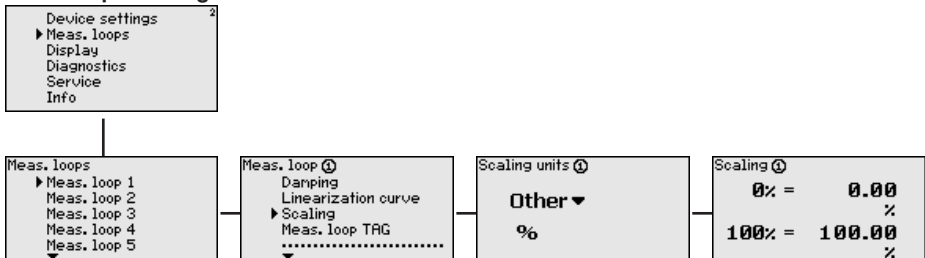 Device settings 2
Meas. loops
Display
Diagnostics
Service
Info
Meas. loops
Meas. loop 1
Meas. loop 2
Meas. loop 3
Meas. loop 4
Meas. loop 5
Meas. loop ①
Damping
Linearization curve
Scaling
Meas. loop TAG
Scaling units ①
Other
%
Scaling ①
0% = 0.00
%
100% = 100.00
%